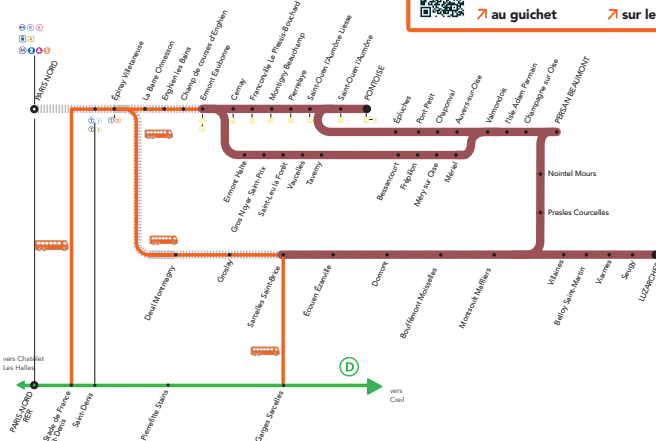 ↗ au guichet
↗ sur le
PARIS NORD
Épinay Villetaneuse
La Barre Ormesson
Enghien les Bains
Champ de courses d'Enghien
Ermont Eaubonne
Cernay
Franconville Le Plessis-Bouchard
Montigny Beauchamp
Pierrelaye
Saint-Ouen l'Aumône Liesse
Saint-Ouen l'Aumône
PONTOISE
Épluches
Pont Petit
Chaponval
Auvers-sur-Oise
Valmondois
l'Isle Adam Parmain
Champagne sur Oise
PERSAN BEAUMONT
Ermont Halte
Gros Noyer Saint-Prix
Saint-Leu la Forêt
Vaucelles
Taverny
Bessancourt
Frépillon
Méry sur Oise
Mériel
Nointel Mours
Presles Courcelles
Deuil Montmagny
Groslay
Sarcelles Saint-Brice
Écouen Ézanville
Domont
Bouffémont Moisselles
Montsoult Maffliers
Villaines
Belloy Saint-Martin
Viarmes
Seugy
LUZARCHES
vers Chatelet
Les Halles
D
vers
Creil
PARIS-NORD
RER
Stade de France
Saint-Denis
Pierrefitte Stains
Garges Sarcelles